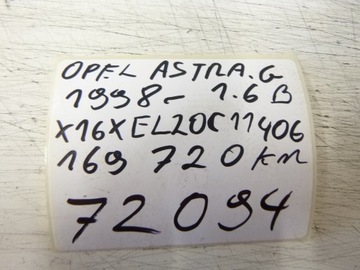 OPEL ASTRA.G
1998- 1.6 B
X16XEL20C11406
169 720 KM
72094